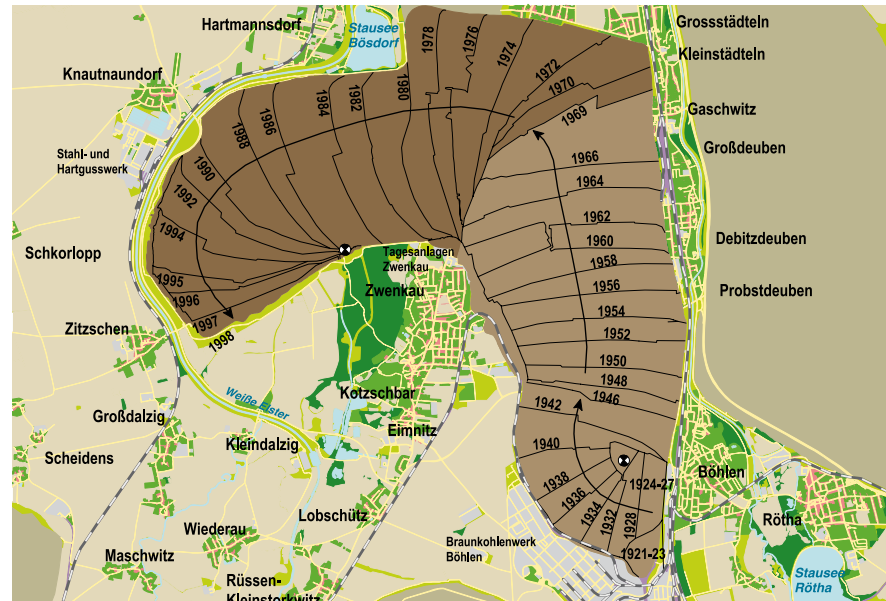 Hartmannsdorf
Stausee
Bösdorf
Grossstädteln
Kleinstädteln
Knautnaundorf
Gaschwitz
Großdeuben
Stahl- und
Hartgusswerk
Schkorlopp
Debitzdeuben
Probstdeuben
Tagesanlagen
Zwenkau
Zwenkau
Zitzschen
Weiße Elster
Großdalzig
Kotzschbar
Eimnitz
Kleindalzig
Scheidens
Böhlen
Lobschütz
Wiederau
Maschwitz
Braunkohlenwerk
Böhlen
Rötha
Stausee
Rötha
Rüssen-
Kleinstorkwitz
1921-23
1924-27
1928
1932
1934
1936
1938
1940
1942
1946
1948
1950
1952
1954
1956
1958
1960
1962
1964
1966
1969
1970
1972
1974
1976
1978
1980
1982
1984
1986
1988
1990
1992
1994
1995
1996
1997
1998